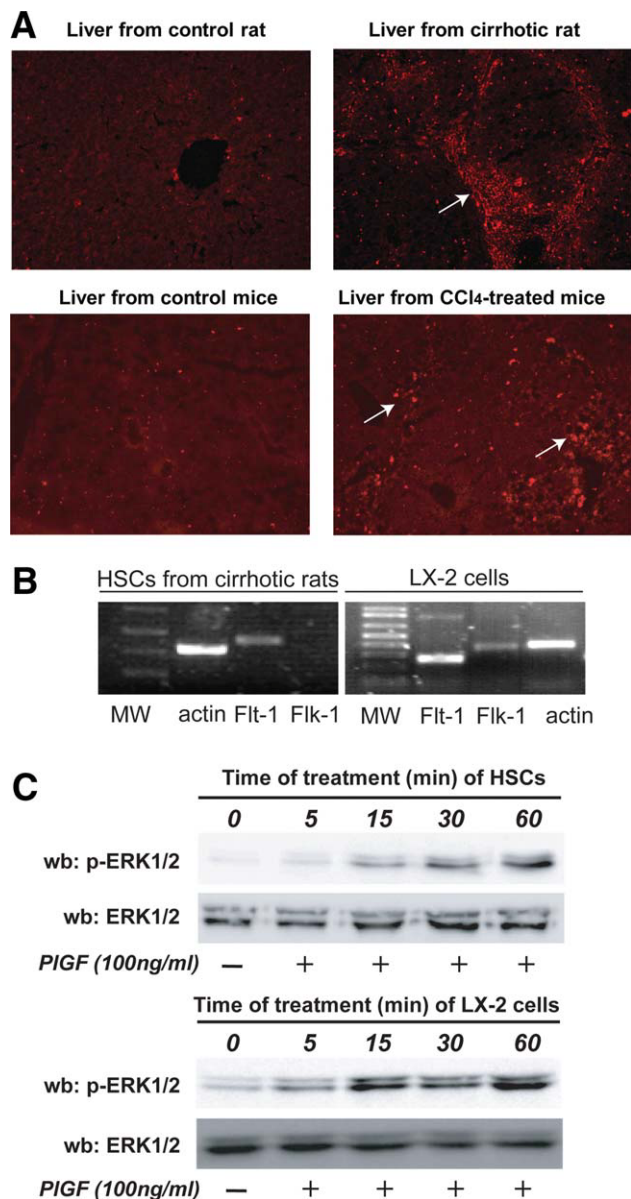 A
Liver from control rat
Liver from cirrhotic rat
Liver from control mice
Liver from CCl4-treated mice
B
HSCs from cirrhotic rats
LX-2 cells
MW actin Flt-1 Flk-1
MW Flt-1 Flk-1 actin
C
Time of treatment (min) of HSCs
0 5 15 30 60
wb: p-ERK1/2
wb: ERK1/2
PlGF (100ng/ml) — + + + +
Time of treatment (min) of LX-2 cells
0 5 15 30 60
wb: p-ERK1/2
wb: ERK1/2
PlGF (100ng/ml) — + + + +